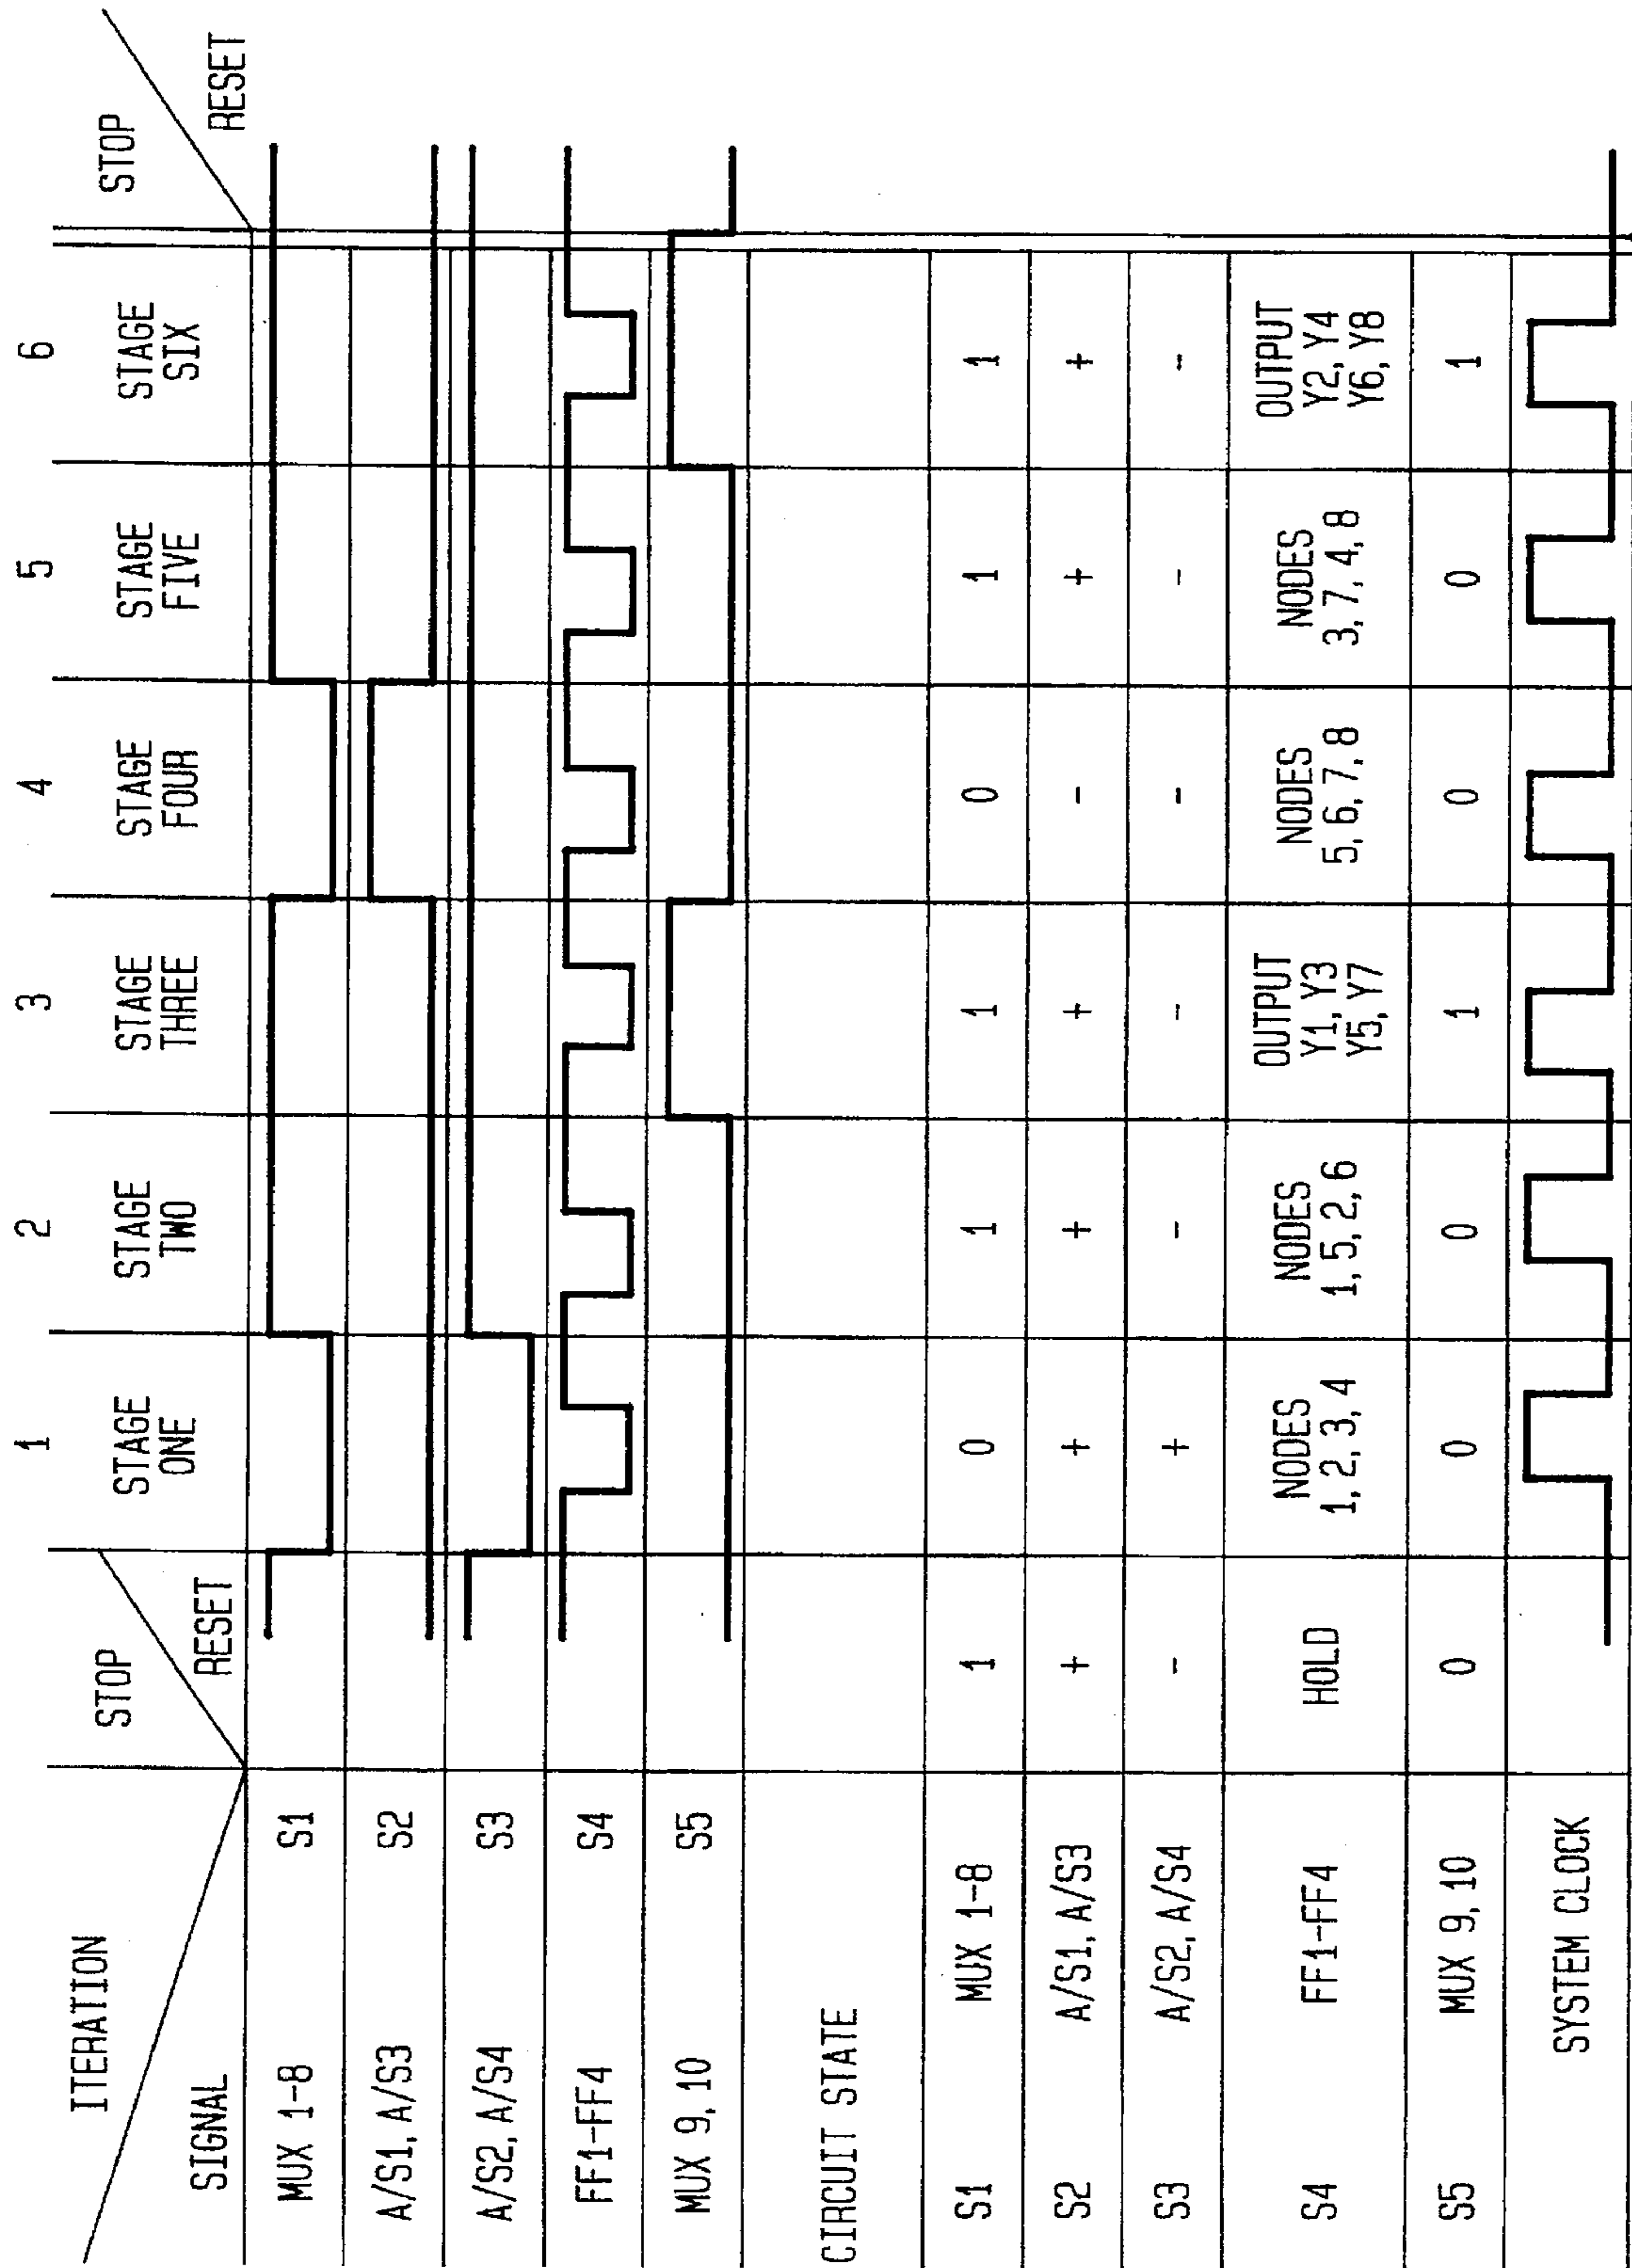 ITERATION
SIGNAL
STOP
RESET
1
STAGE
ONE
2
STAGE
TWO
3
STAGE
THREE
4
STAGE
FOUR
5
STAGE
FIVE
6
STAGE
SIX
STOP
RESET
MUX 1-8 S1
A/S1, A/S3 S2
A/S2, A/S4 S3
FF1-FF4 S4
MUX 9, 10 S5
CIRCUIT STATE
S1 MUX 1-8 1 0 1 1 0 1 1
S2 A/S1, A/S3 + + + + - + +
S3 A/S2, A/S4 - + - - - - -
S4 FF1-FF4 HOLD
NODES
1, 2, 3, 4
NODES
1, 5, 2, 6
OUTPUT
Y1, Y3
Y5, Y7
NODES
5, 6, 7, 8
NODES
3, 7, 4, 8
OUTPUT
Y2, Y4
Y6, Y8
S5 MUX 9, 10 0 0 0 1 0 0 1
SYSTEM CLOCK